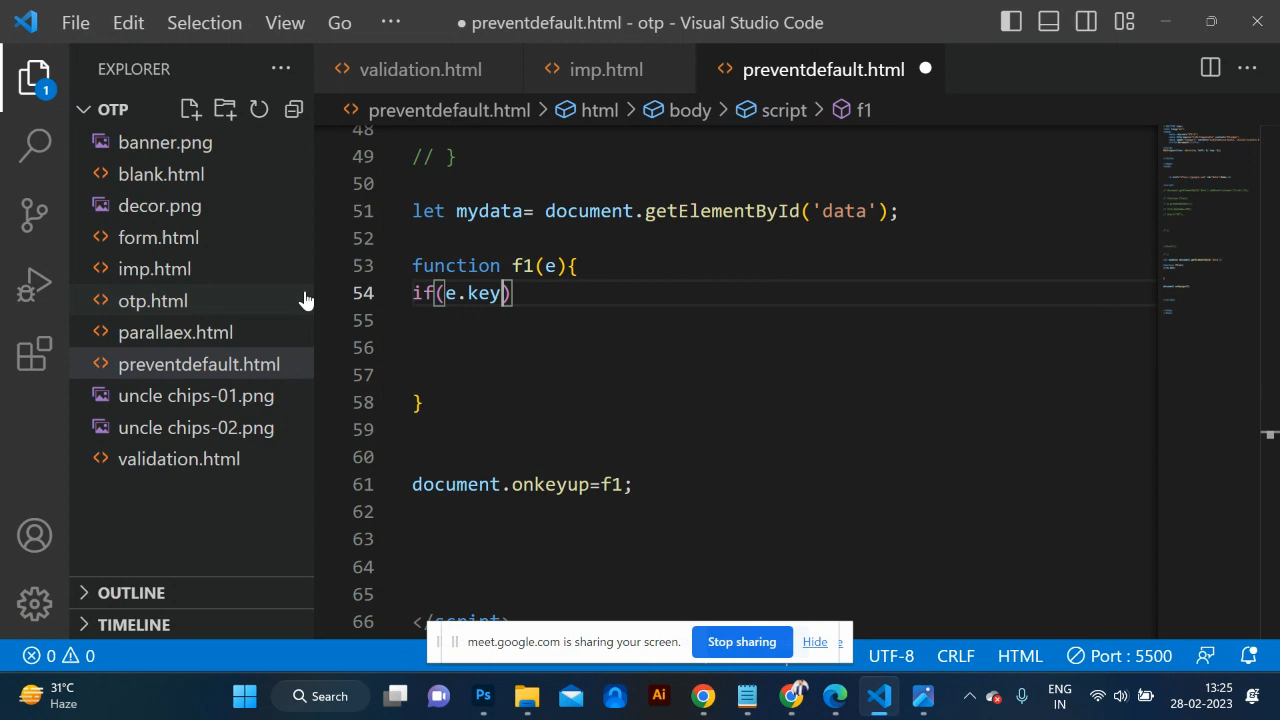 File Edit Selection View Go ··· ● preventdefault.html - otp - Visual Studio Code
EXPLORER ···
validation.html imp.html preventdefault.html ● ···
1
OTP
preventdefault.html > html > body > script > f1
banner.png
blank.html
decor.png
form.html
imp.html
otp.html
parallaex.html
preventdefault.html
uncle chips-01.png
uncle chips-02.png
validation.html
OUTLINE
TIMELINE
48
49 // }
50
51 let mydata= document.getElementById('data');
52
53 function f1(e){
54 if(e.key)
55
56
57
58 }
59
60
61 document.onkeyup=f1;
62
63
64
65
66 </script>
meet.google.com is sharing your screen. Stop sharing Hide
0 0 UTF-8 CRLF HTML Port : 5500
31°C
Haze
Search
ENG
IN
13:25
28-02-2023